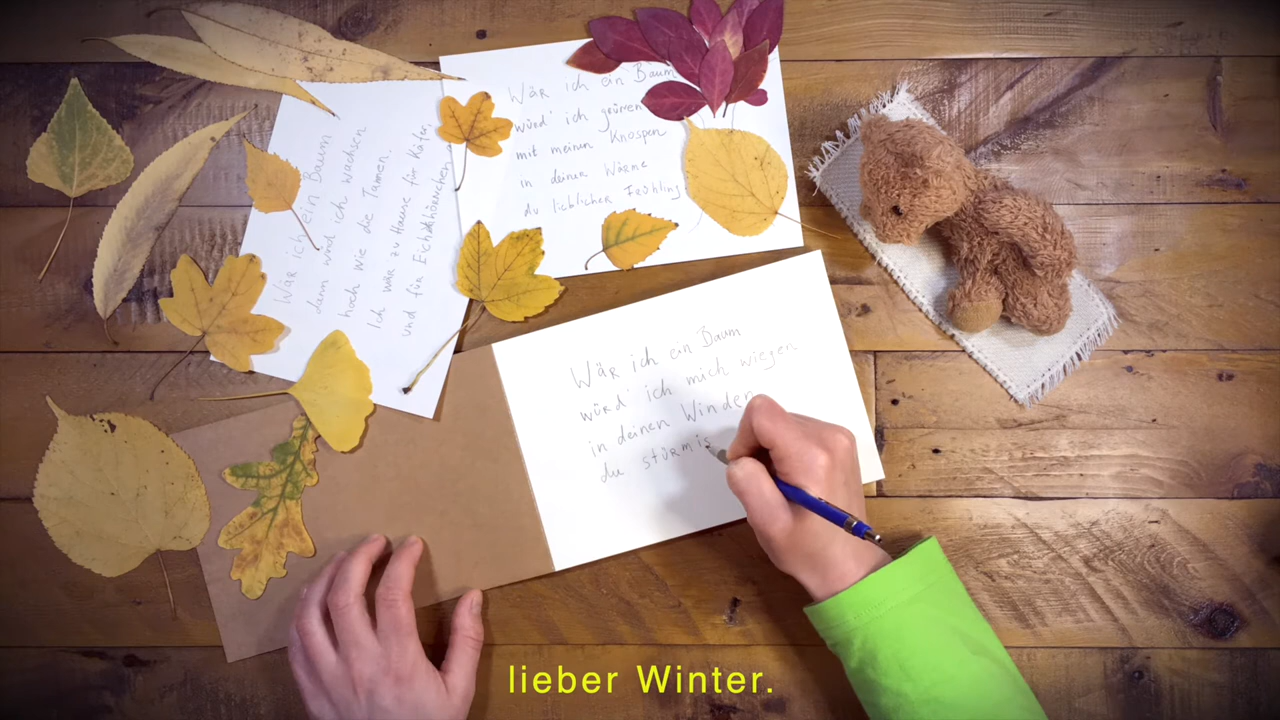 Wär ich ein Baum
dann würd ich wachsen
hoch wie die Tannen.
Ich wär zu Hause für Käfer,
und für Eichhörnchen,
Wär ich ein Baum
würd' ich grünen
mit meinen Knospen
in deiner Wärme
du lieblicher Frühling
Wär ich ein Baum
würd' ich mich wiegen
in deinen Winden
du stürmis
lieber Winter.